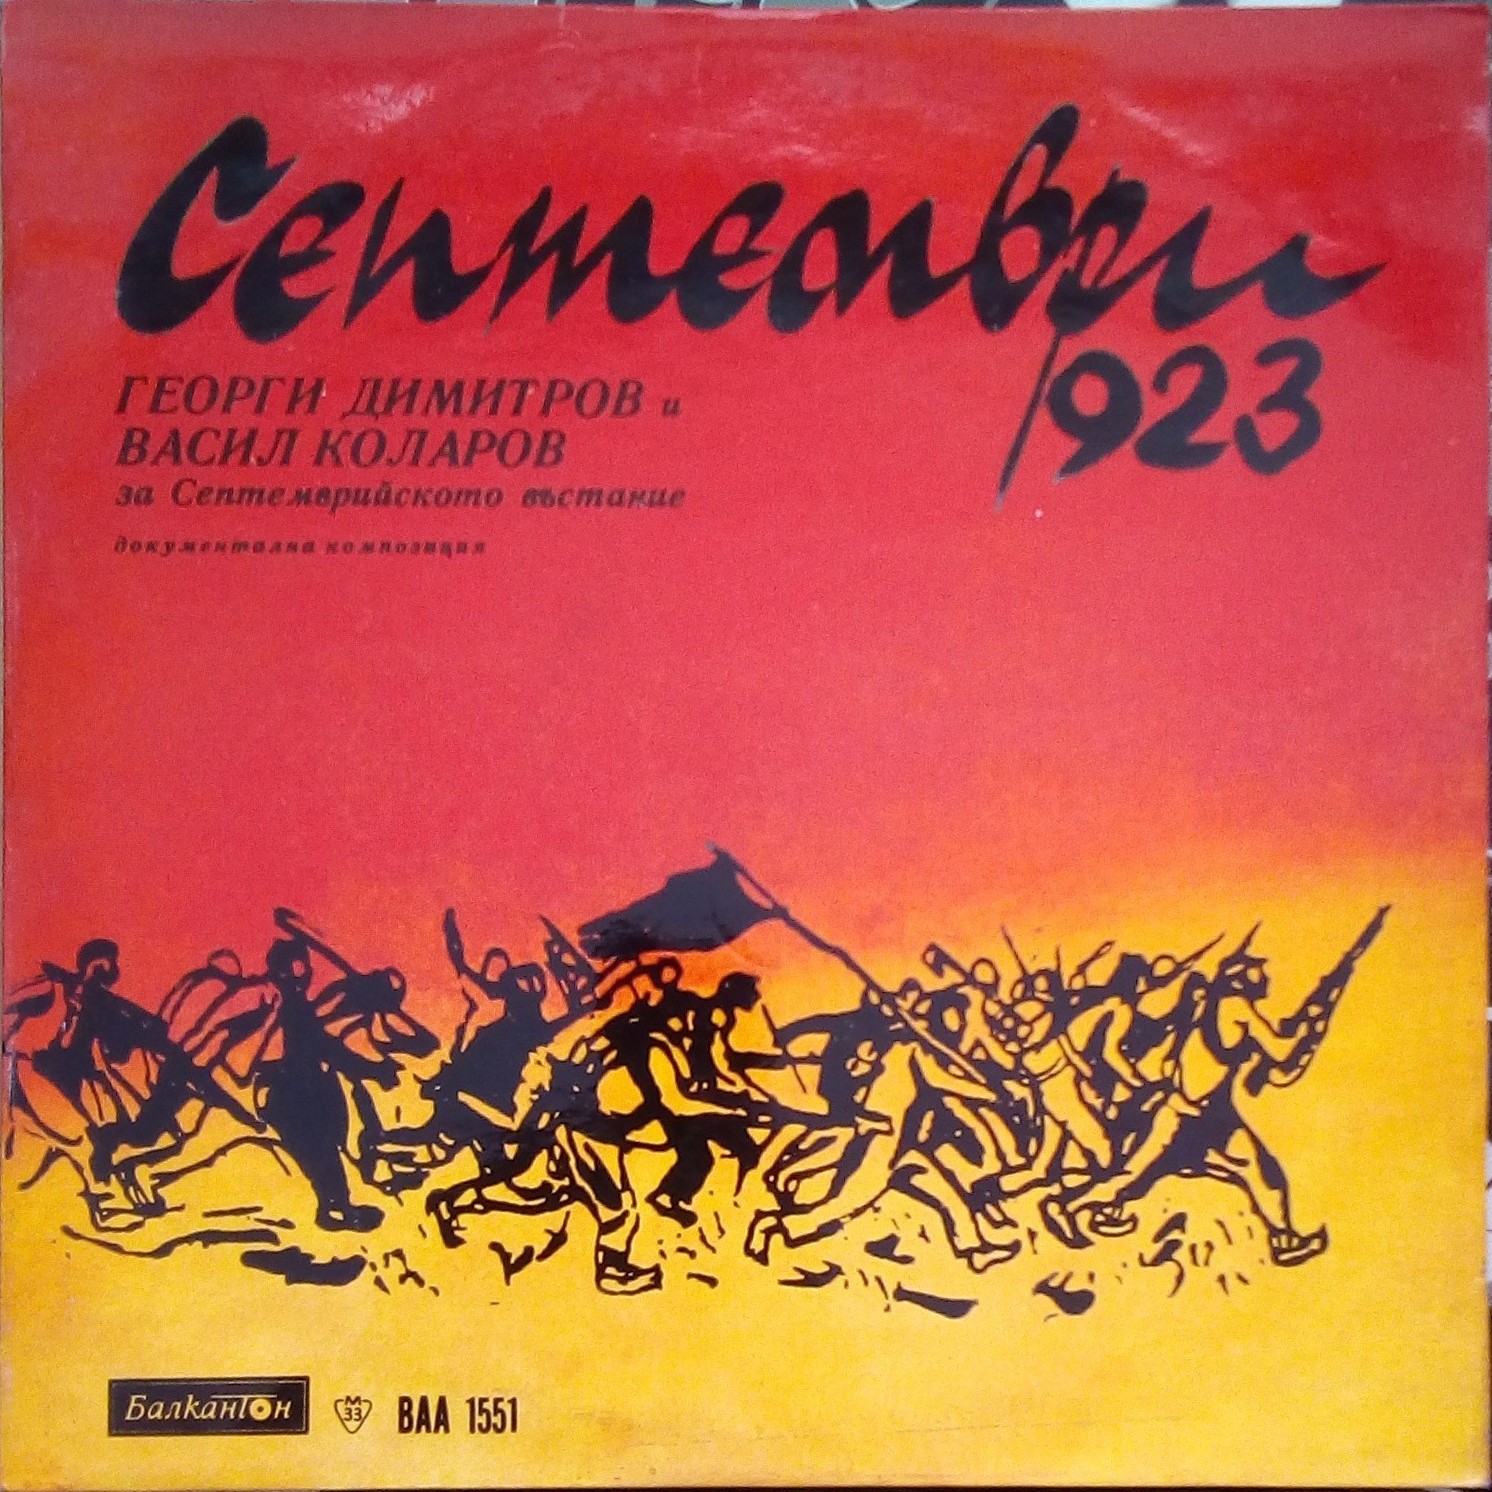 Септември
1923
ГЕОРГИ ДИМИТРОВ и
ВАСИЛ КОЛАРОВ
за Септемврийското въстание
документална композиция
Балкантон
М
33
ВАА 1551